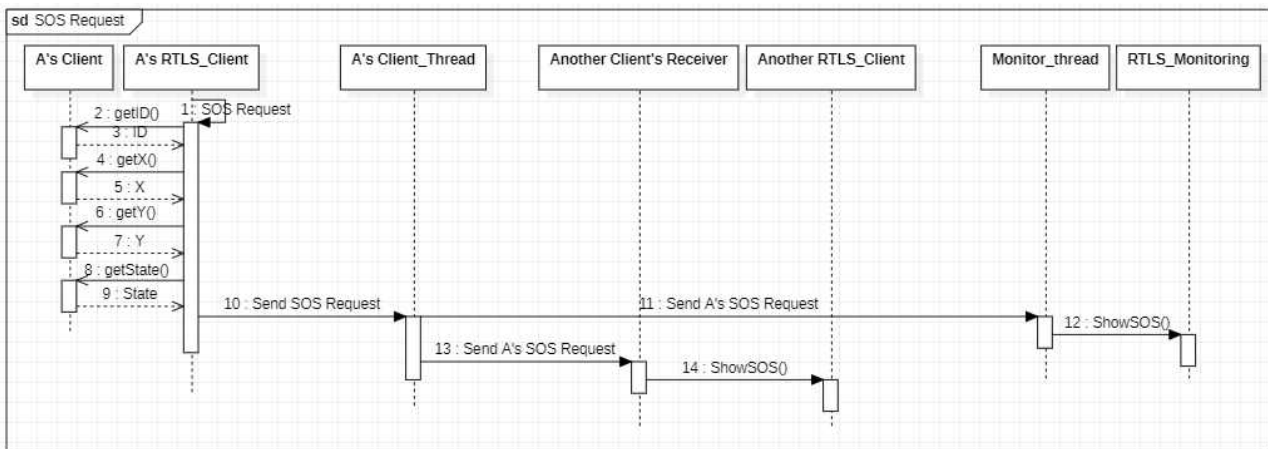 sd SOS Request
A's Client
A's RTLS_Client
A's Client_Thread
Another Client's Receiver
Another RTLS_Client
Monitor_thread
RTLS_Monitoring
1 : SOS Request
2 : getID()
3 : ID
4 : getX()
5 : X
6 : getY()
7 : Y
8 : getState()
9 : State
10 : Send SOS Request
11 : Send A's SOS Request
12 : ShowSOS()
13 : Send A's SOS Request
14 : ShowSOS()